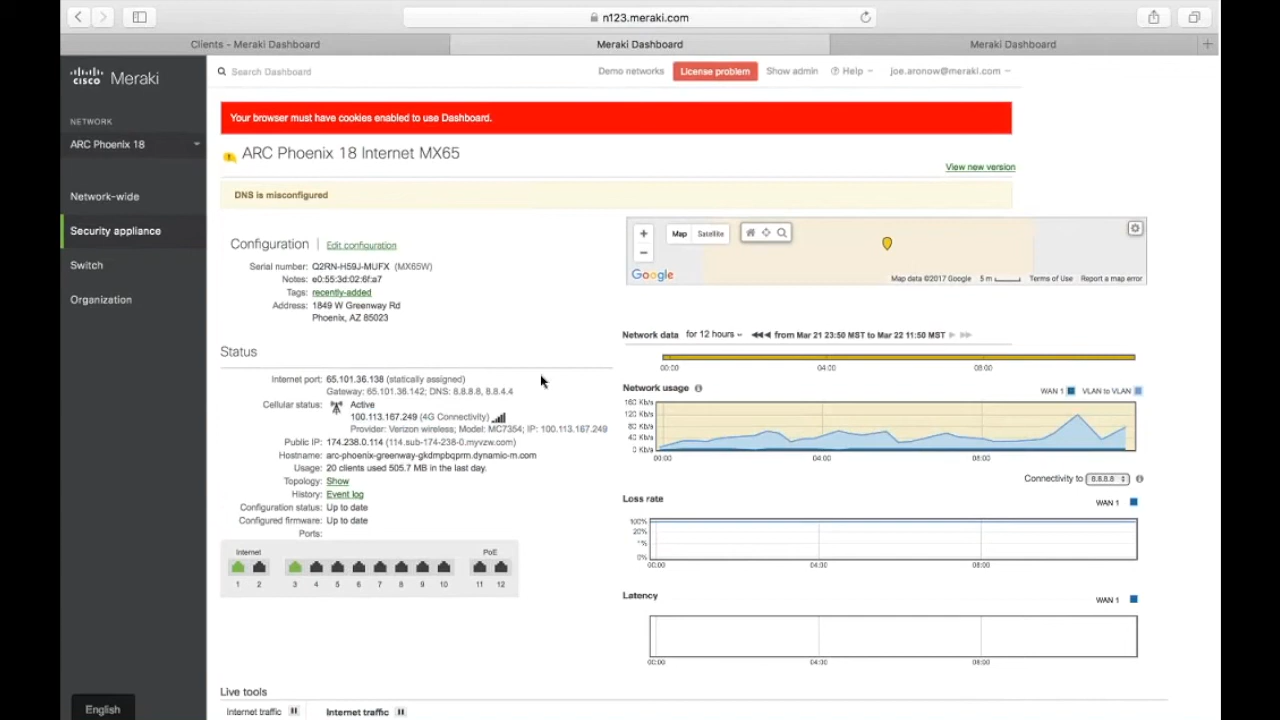 n123.meraki.com
Clients - Meraki Dashboard
Meraki Dashboard
Meraki Dashboard
cisco Meraki
Search Dashboard
Demo networks
License problem
Show admin
Help
joe.aronow@meraki.com
NETWORK
ARC Phoenix 18
Network-wide
Security appliance
Switch
Organization
English
Your browser must have cookies enabled to use Dashboard.
ARC Phoenix 18 Internet MX65
View new version
DNS is misconfigured
Configuration | Edit configuration
Serial number: Q2RN-H59J-MUFX (MX65W)
Notes: e0:55:3d:02:6f:a7
Tags: recently-added
Address: 1849 W Greenway Rd
Phoenix, AZ 85023
Map
Satellite
Google
Map data ©2017 Google
5 m
Terms of Use
Report a map error
Status
Internet port: 65.101.36.138 (statically assigned)
Gateway: 65.101.36.142; DNS: 8.8.8.8, 8.8.4.4
Cellular status: Active
100.113.167.249 (4G Connectivity)
Provider: Verizon wireless; Model: MC7354; IP: 100.113.167.249
Public IP: 174.238.0.114 (114.sub-174-238-0.myvzw.com)
Hostname: arc-phoenix-greenway-gkdmpbqprm.dynamic-m.com
Usage: 20 clients used 505.7 MB in the last day.
Topology: Show
History: Event log
Configuration status: Up to date
Configured firmware: Up to date
Ports:
Internet
PoE
1 2 3 4 5 6 7 8 9 10 11 12
Network data for 12 hours from Mar 21 23:50 MST to Mar 22 11:50 MST
00:00 04:00 08:00
Network usage
WAN 1
VLAN to VLAN
160 Kb/s
120 Kb/s
80 Kb/s
40 Kb/s
0 Kb/s
00:00 04:00 08:00
Connectivity to 8.8.8.8
Loss rate
WAN 1
100%
20%
0%
00:00 04:00 08:00
Latency
WAN 1
00:00 04:00 08:00
Live tools
Internet traffic
Internet traffic